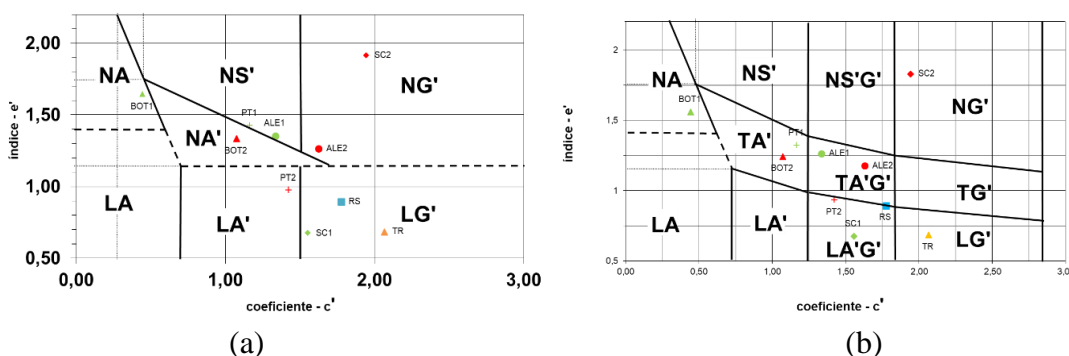 2,00
1,50
1,00
0,50
índice - e'
0,00
1,00
2,00
3,00
coeficiente - c'
NA
NS'
NG'
NA'
LA
LA'
LG'
BOT1
BOT2
PT1
ALE1
ALE2
SC2
PT2
RS
SC1
TR
(a)
2
1,5
1
0,5
índice - e'
0,00
0,50
1,00
1,50
2,00
2,50
3,00
coeficiente - c'
NA
NS'
NS'G'
NG'
TA'
TA'G'
TG'
LA
LA'
LA'G'
LG'
BOT1
BOT2
PT1
ALE1
ALE2
SC2
PT2
RS
SC1
TR
(b)